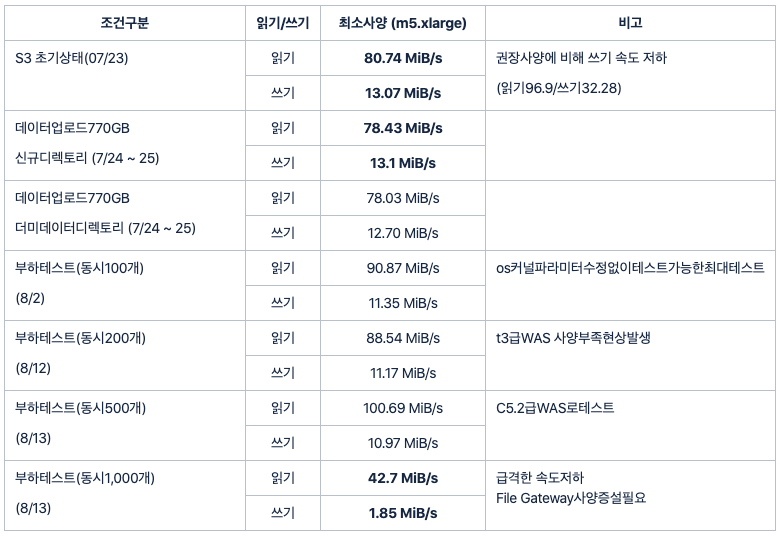 조건구분 읽기/쓰기 최소사양 (m5.xlarge) 비고
S3 초기상태(07/23) 읽기 80.74 MiB/s 권장사양에 비해 쓰기 속도 저하
쓰기 13.07 MiB/s (읽기96.9/쓰기32.28)
데이터업로드770GB 읽기 78.43 MiB/s
신규디렉토리 (7/24 ~ 25) 쓰기 13.1 MiB/s
데이터업로드770GB 읽기 78.03 MiB/s
더미데이터디렉토리 (7/24 ~ 25) 쓰기 12.70 MiB/s
부하테스트(동시100개) 읽기 90.87 MiB/s os커널파라미터수정없이테스트가능한최대테스트
(8/2) 쓰기 11.35 MiB/s
부하테스트(동시200개) 읽기 88.54 MiB/s t3급WAS 사양부족현상발생
(8/12) 쓰기 11.17 MiB/s
부하테스트(동시500개) 읽기 100.69 MiB/s C5.2급WAS로테스트
(8/13) 쓰기 10.97 MiB/s
부하테스트(동시1,000개) 읽기 42.7 MiB/s 급격한 속도저하
(8/13) 쓰기 1.85 MiB/s File Gateway사양증설필요